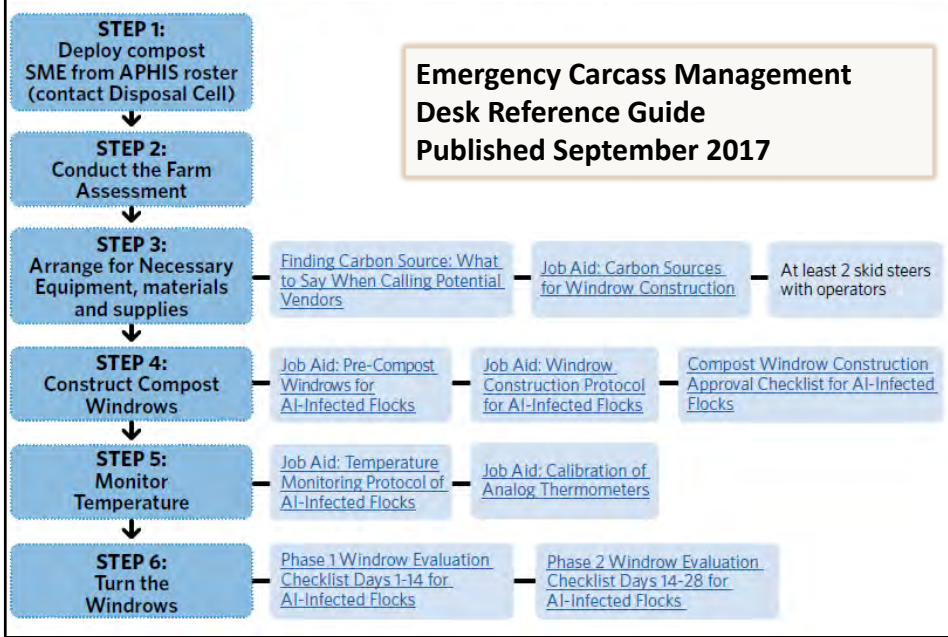 STEP 1:
Deploy compost
SME from APHIS roster
(contact Disposal Cell)
Emergency Carcass Management
Desk Reference Guide
Published September 2017
STEP 2:
Conduct the Farm
Assessment
STEP 3:
Arrange for Necessary
Equipment, materials
and supplies
Finding Carbon Source: What
to Say When Calling Potential
Vendors
Job Aid: Carbon Sources
for Windrow Construction
At least 2 skid steers
with operators
STEP 4:
Construct Compost
Windrows
Job Aid: Pre-Compost
Windrows for
AI-Infected Flocks
Job Aid: Windrow
Construction Protocol
for AI-Infected Flocks
Compost Windrow Construction
Approval Checklist for AI-Infected
Flocks
STEP 5:
Monitor
Temperature
Job Aid: Temperature
Monitoring Protocol of
AI-Infected Flocks
Job Aid: Calibration of
Analog Thermometers
STEP 6:
Turn the
Windrows
Phase 1 Windrow Evaluation
Checklist Days 1-14 for
AI-Infected Flocks
Phase 2 Windrow Evaluation
Checklist Days 14-28 for
AI-Infected Flocks